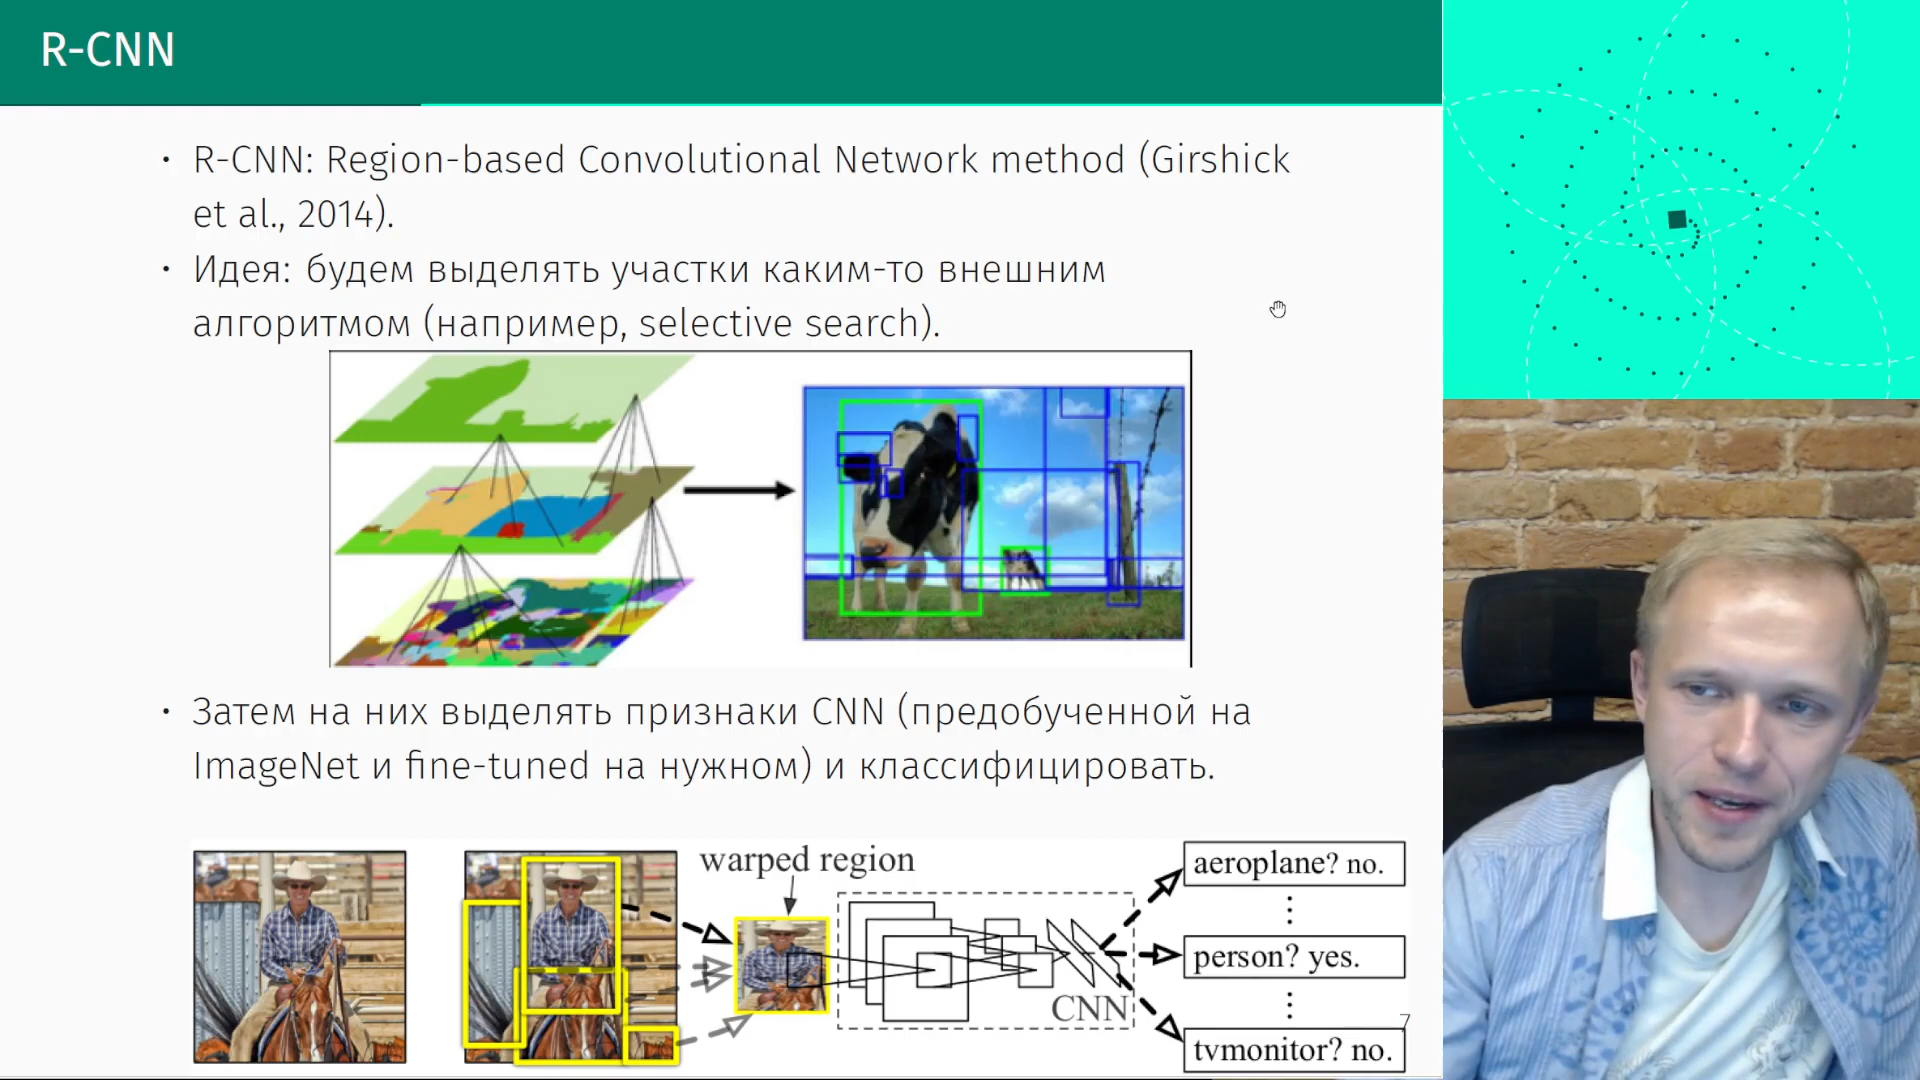 R-CNN
• R-CNN: Region-based Convolutional Network method (Girshick
et al., 2014).
• Идея: будем выделять участки каким-то внешним
алгоритмом (например, selective search).
• Затем на них выделять признаки CNN (предобученной на
ImageNet и fine-tuned на нужном) и классифицировать.
warped region
CNN
aeroplane? no.
⋮
person? yes.
⋮
tvmonitor? no.
7